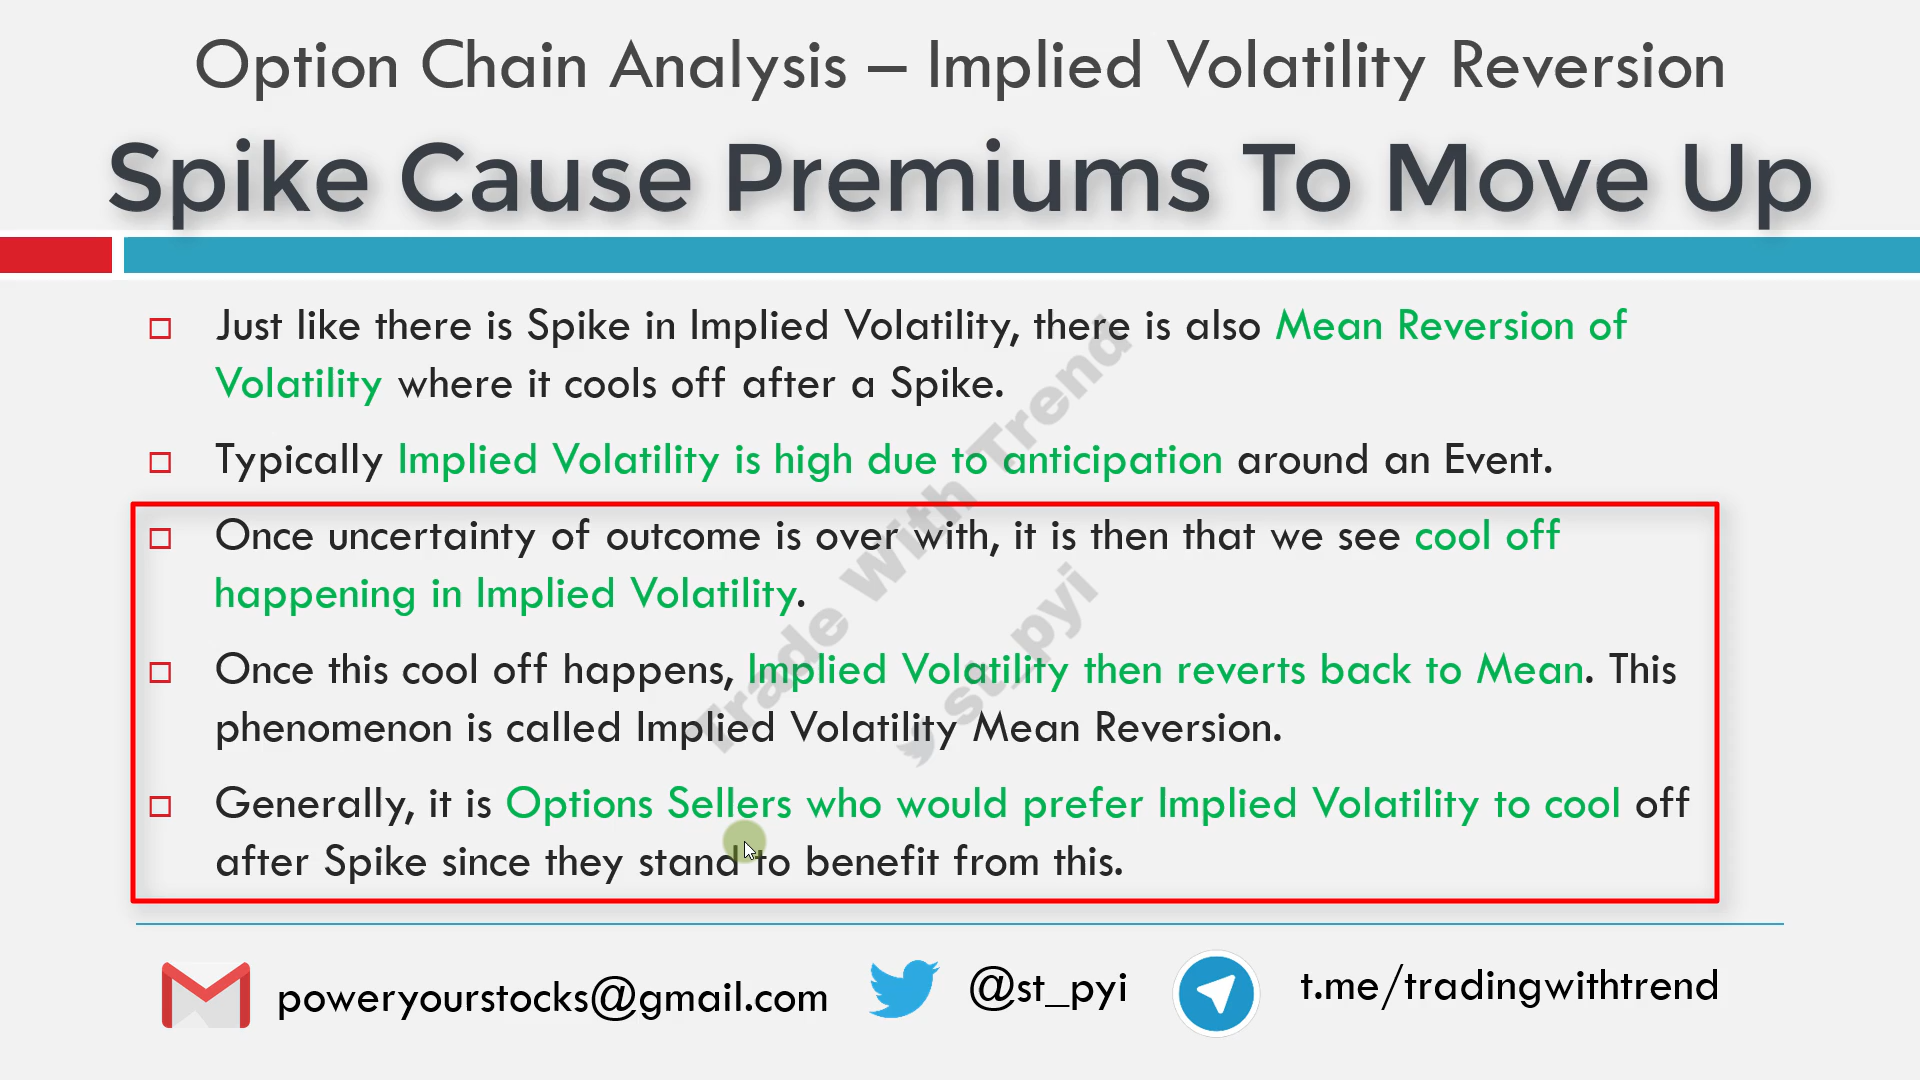 Option Chain Analysis – Implied Volatility Reversion
Spike Cause Premiums To Move Up
Just like there is Spike in Implied Volatility, there is also Mean Reversion of
Volatility where it cools off after a Spike.
Typically Implied Volatility is high due to anticipation around an Event.
Once uncertainty of outcome is over with, it is then that we see cool off
happening in Implied Volatility.
Once this cool off happens, Implied Volatility then reverts back to Mean. This
phenomenon is called Implied Volatility Mean Reversion.
Generally, it is Options Sellers who would prefer Implied Volatility to cool off
after Spike since they stand to benefit from this.
Trade With Trend
st_pyi
poweryourstocks@gmail.com
@st_pyi
t.me/tradingwithtrend